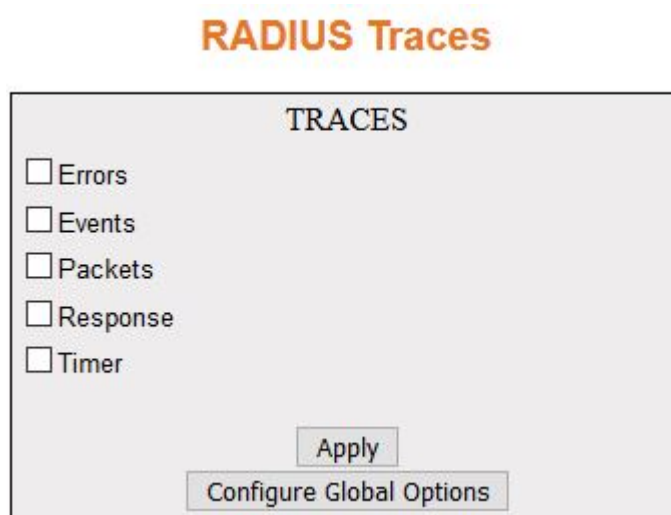 RADIUS Traces
TRACES
Errors
Events
Packets
Response
Timer
Apply
Configure Global Options